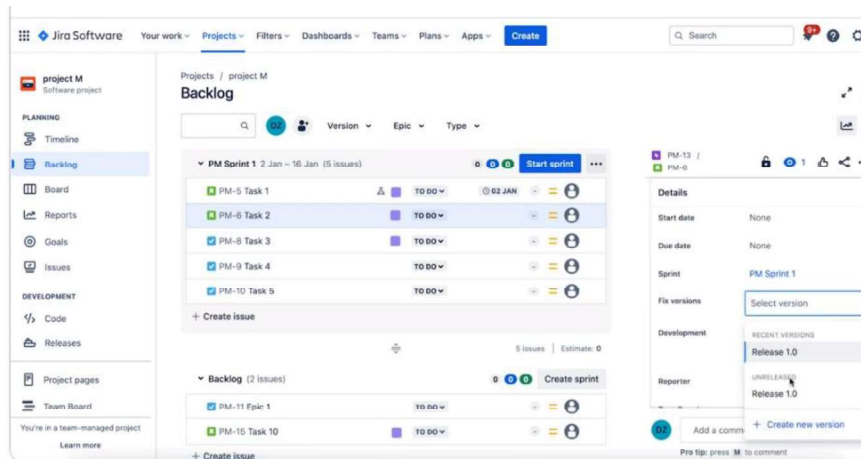 Jira Software Your work Projects Filters Dashboards Teams Plans Apps Create Search 9+
project M
Software project
PLANNING
Timeline
Backlog
Board
Reports
Goals
Issues
DEVELOPMENT
Code
Releases
Project pages
Team Board
You're in a team-managed project
Learn more
Projects / project M
Backlog
DZ Version Epic Type
PM Sprint 1 2 Jan – 16 Jan (5 issues) 0 0 0 Start sprint
PM-5 Task 1 TO DO 02 JAN -
PM-6 Task 2 TO DO -
PM-8 Task 3 TO DO -
PM-9 Task 4 TO DO -
PM-10 Task 5 TO DO -
+ Create issue
5 issues | Estimate: 0
Backlog (2 issues) 0 0 0 Create sprint
PM-11 Epic 1 TO DO -
PM-15 Task 10 TO DO -
+ Create issue
PM-13 /
PM-6
1
Details
Start date None
Due date None
Sprint PM Sprint 1
Fix versions Select version
Development
RECENT VERSIONS
Release 1.0
UNRELEASED
Reporter
Release 1.0
+ Create new version
DZ Add a comm
Pro tip: press M to comment